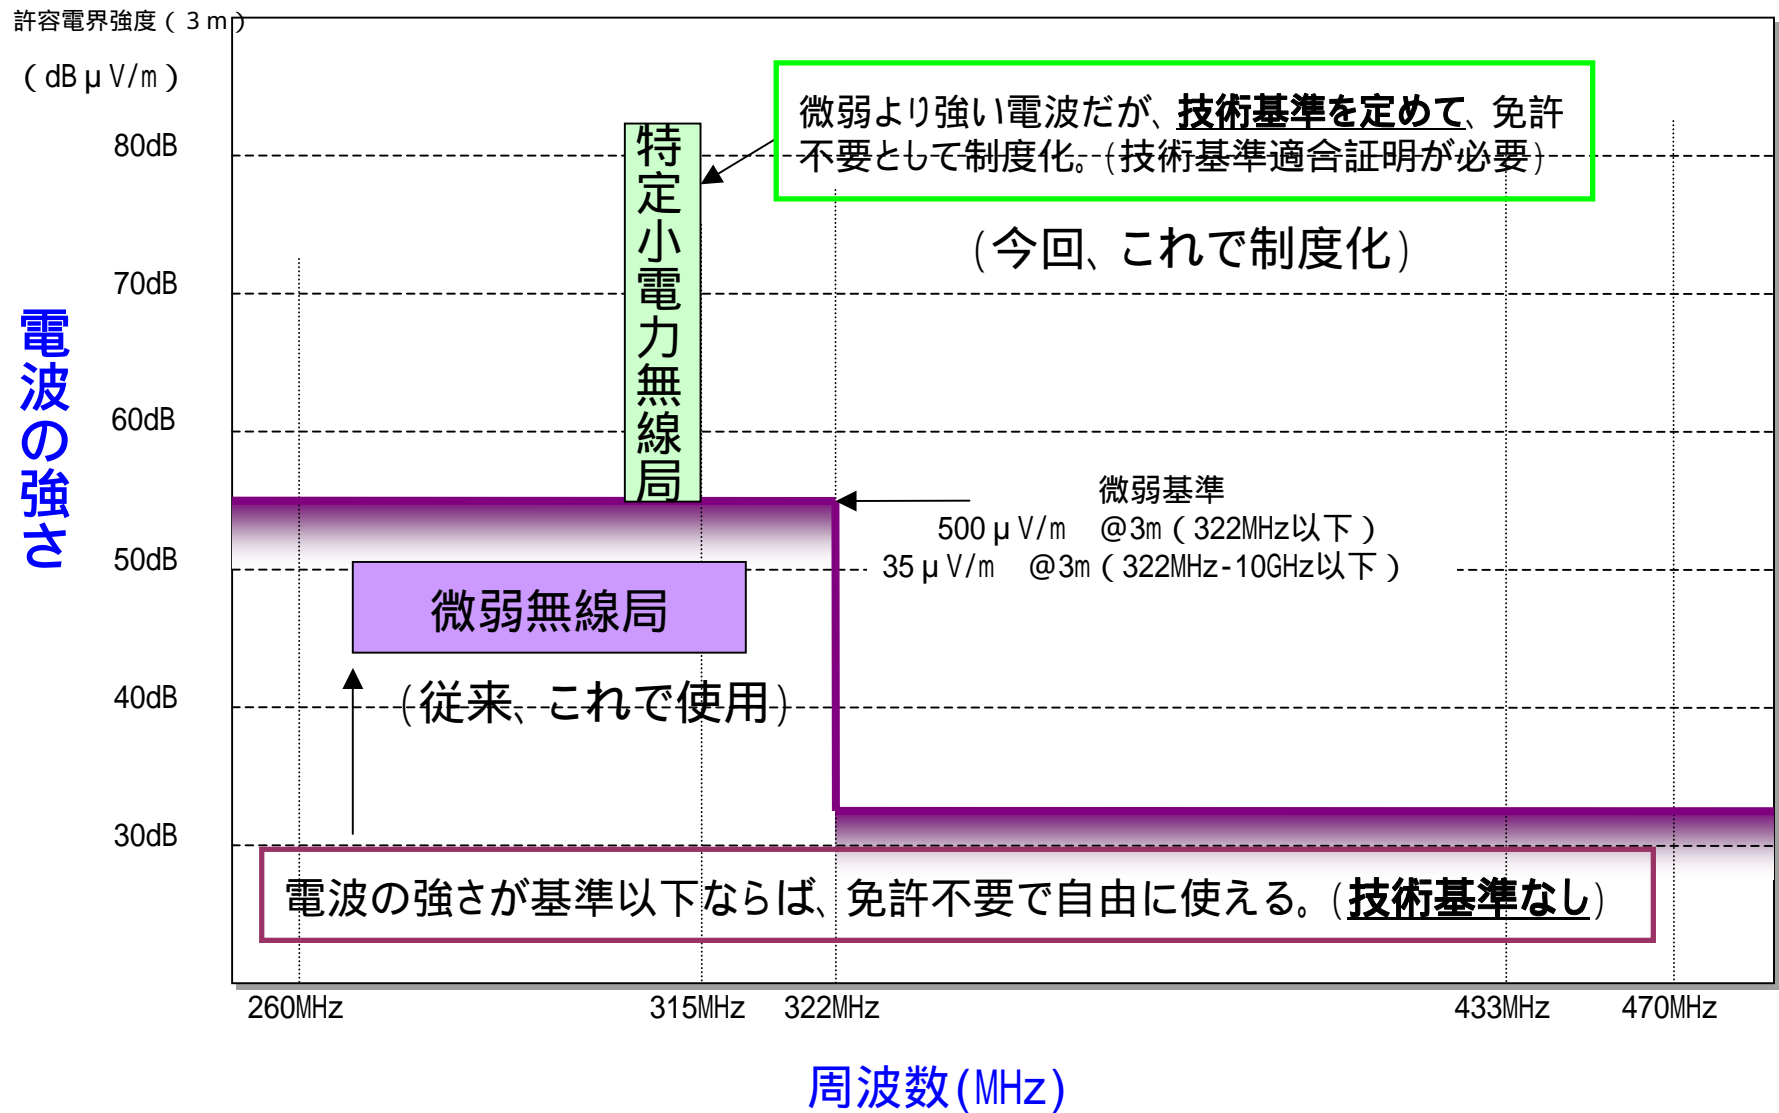 許容電界強度(3m)
(dBμV/m)
80dB
70dB
60dB
50dB
40dB
30dB
電波の強さ
特定小電力無線局
微弱より強い電波だが、技術基準を定めて、免許
不要として制度化。(技術基準適合証明が必要)
(今回、これで制度化)
微弱基準
500μV/m @3m(322MHz以下)
35μV/m @3m(322MHz-10GHz以下)
微弱無線局
(従来、これで使用)
電波の強さが基準以下ならば、免許不要で自由に使える。(技術基準なし)
260MHz
315MHz
322MHz
433MHz
470MHz
周波数(MHz)